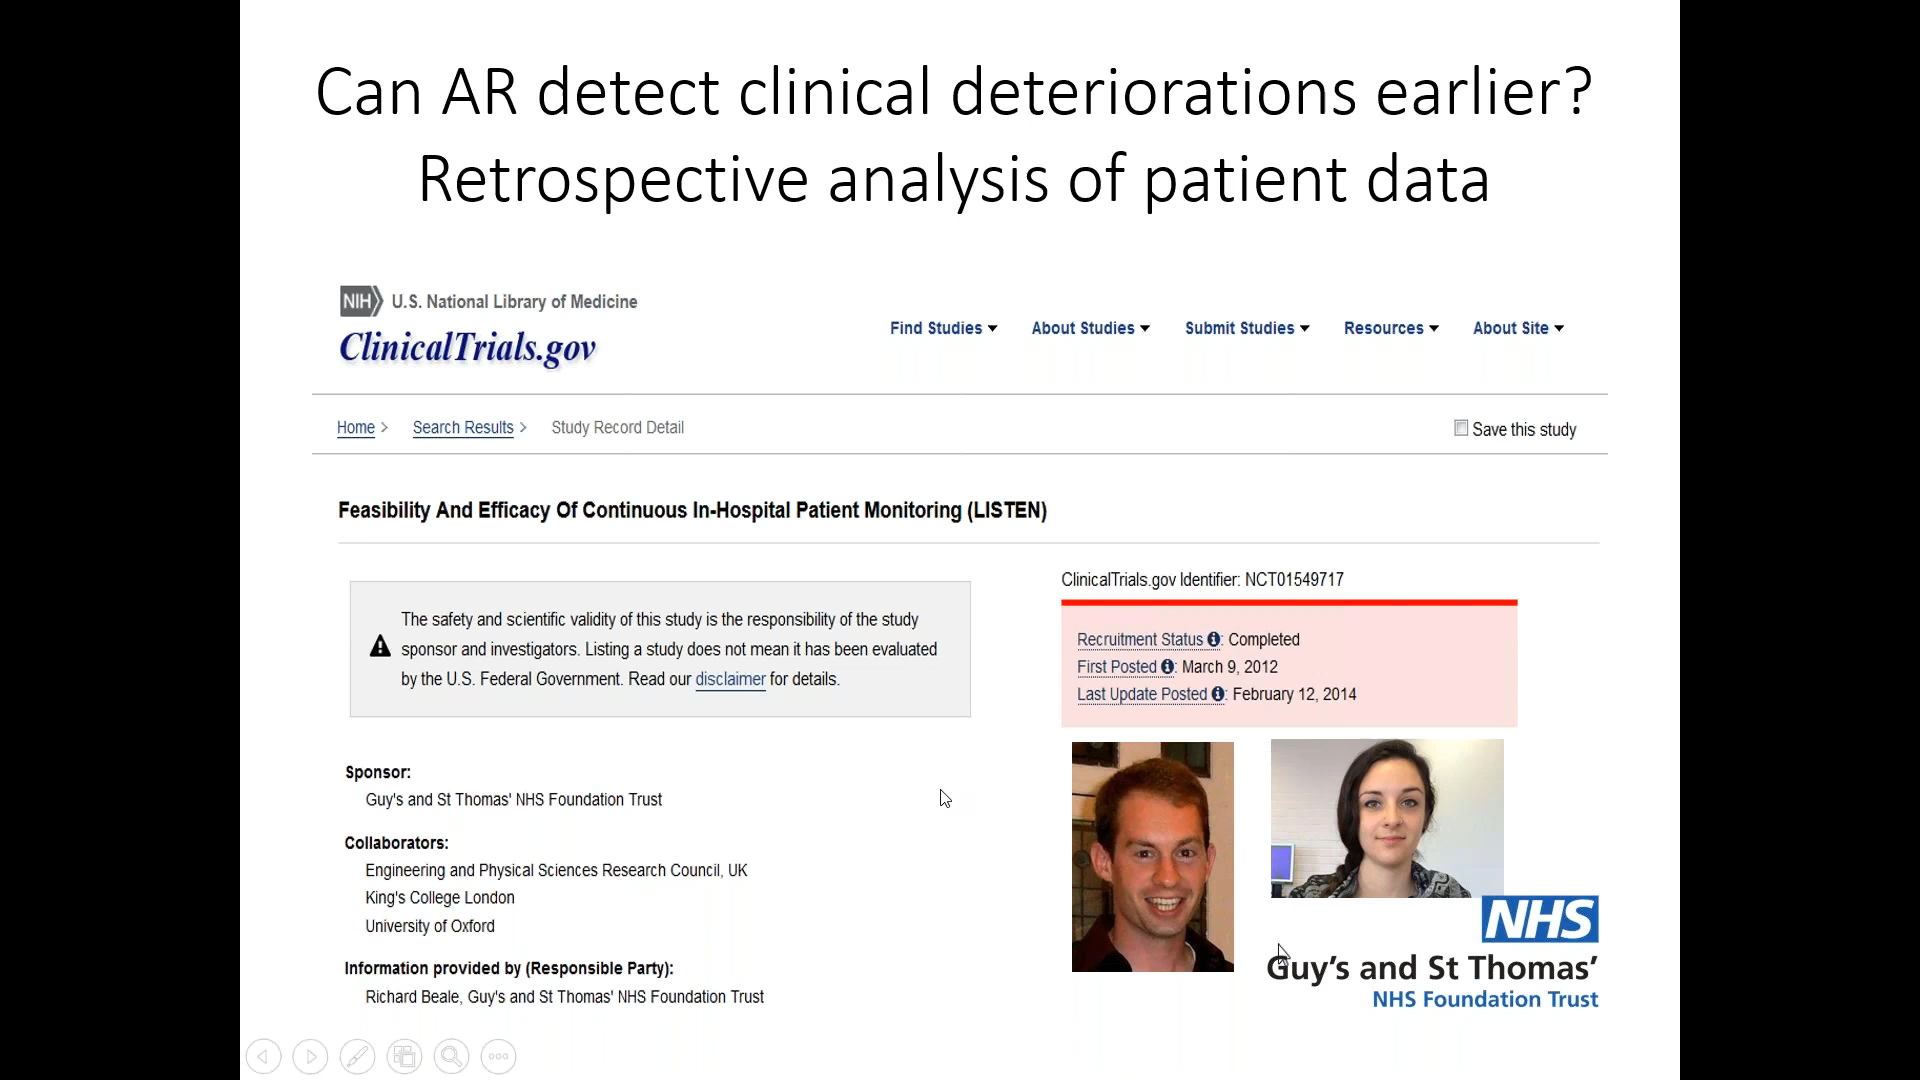 Can AR detect clinical deteriorations earlier?
Retrospective analysis of patient data
NIH U.S. National Library of Medicine
ClinicalTrials.gov
Find Studies About Studies Submit Studies Resources About Site
Home > Search Results > Study Record Detail
Save this study
Feasibility And Efficacy Of Continuous In-Hospital Patient Monitoring (LISTEN)
The safety and scientific validity of this study is the responsibility of the study
sponsor and investigators. Listing a study does not mean it has been evaluated
by the U.S. Federal Government. Read our disclaimer for details.
ClinicalTrials.gov Identifier: NCT01549717
Recruitment Status : Completed
First Posted : March 9, 2012
Last Update Posted : February 12, 2014
Sponsor:
Guy's and St Thomas' NHS Foundation Trust
Collaborators:
Engineering and Physical Sciences Research Council, UK
King's College London
University of Oxford
Information provided by (Responsible Party):
Richard Beale, Guy's and St Thomas' NHS Foundation Trust
NHS
Guy's and St Thomas'
NHS Foundation Trust